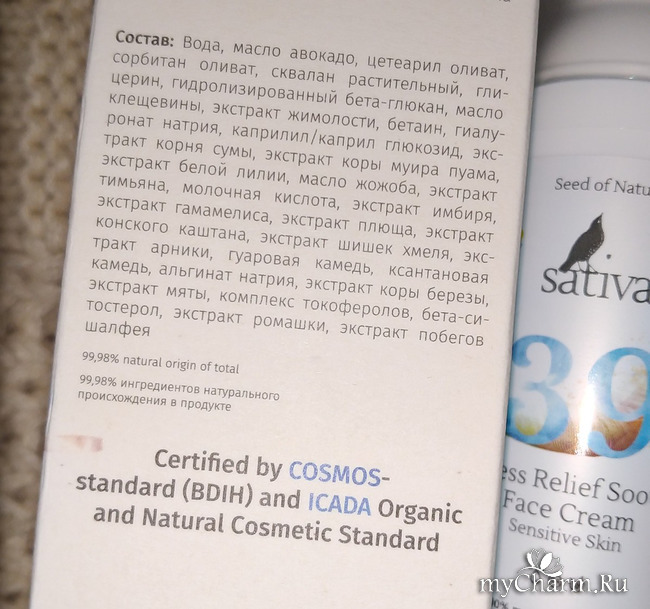 Состав: Вода, масло авокадо, цетеарил оливат,
сорбитан оливат, сквалан растительный, гли-
церин, гидролизированный бета-глюкан, масло
клещевины, экстракт жимолости, бетаин, гиалу-
ронат натрия, каприлил/каприл глюкозид, экс-
тракт корня сумы, экстракт коры муира пуама,
экстракт белой лилии, масло жожоба, экстракт
тимьяна, молочная кислота, экстракт имбиря,
экстракт гамамелиса, экстракт плюща, экстракт
конского каштана, экстракт шишек хмеля, экс-
тракт арники, гуаровая камедь, ксантановая
камедь, альгинат натрия, экстракт коры березы,
экстракт мяты, комплекс токоферолов, бета-си-
тостерол, экстракт ромашки, экстракт побегов
шалфея
99,98% natural origin of total
99,98% ингредиентов натурального
происхождения в продукте
Certified by COSMOS-
standard (BDIH) and ICADA Organic
and Natural Cosmetic Standard
Seed of Natu
sativa
39
ess Relief Soo
Face Cream
Sensitive Skin
myCharm.Ru